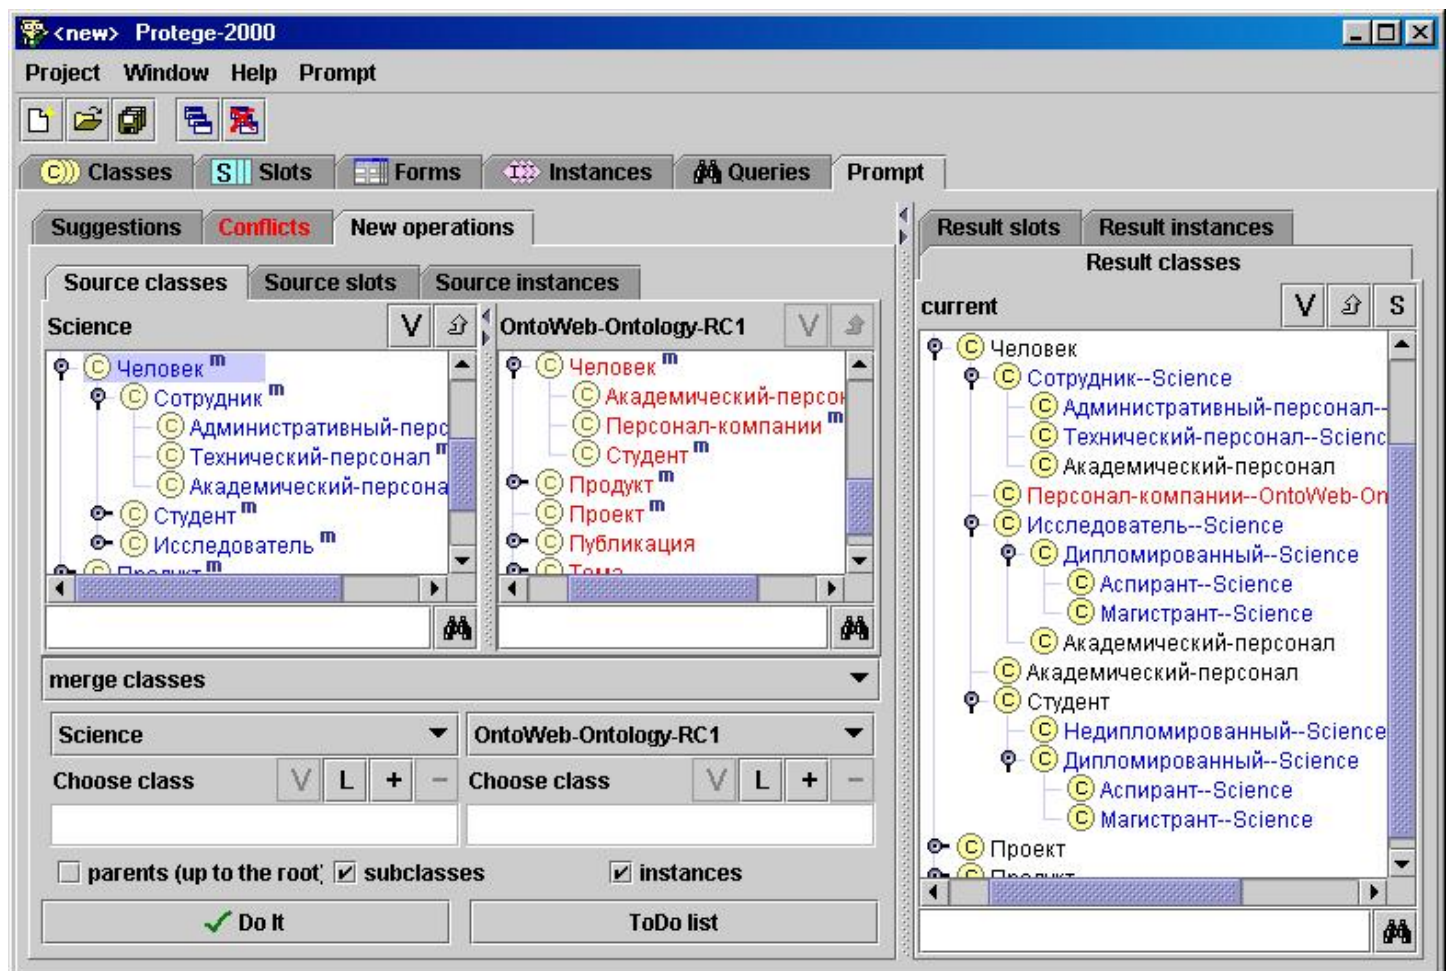 <new> Protege-2000
Project Window Help Prompt
Classes Slots Forms Instances Queries Prompt
Suggestions Conflicts New operations
Source classes Source slots Source instances
Science V
Человек m
Сотрудник m
Административный-перс
Технический-персонал m
Академический-персона
Студент m
Исследователь m
Продукт m
OntoWeb-Ontology-RC1 V
Человек m
Академический-персон
Персонал-компании m
Студент m
Продукт m
Проект m
Публикация
Тема
merge classes
Science OntoWeb-Ontology-RC1
Choose class V L + − Choose class V L + −
parents (up to the root) subclasses instances
Do It ToDo list
Result slots Result instances
Result classes
current V S
Человек
Сотрудник--Science
Административный-персонал--
Технический-персонал--Scienc
Академический-персонал
Персонал-компании--OntoWeb-On
Исследователь--Science
Дипломированный--Science
Аспирант--Science
Магистрант--Science
Академический-персонал
Академический-персонал
Студент
Недипломированный--Science
Дипломированный--Science
Аспирант--Science
Магистрант--Science
Проект
Продукт